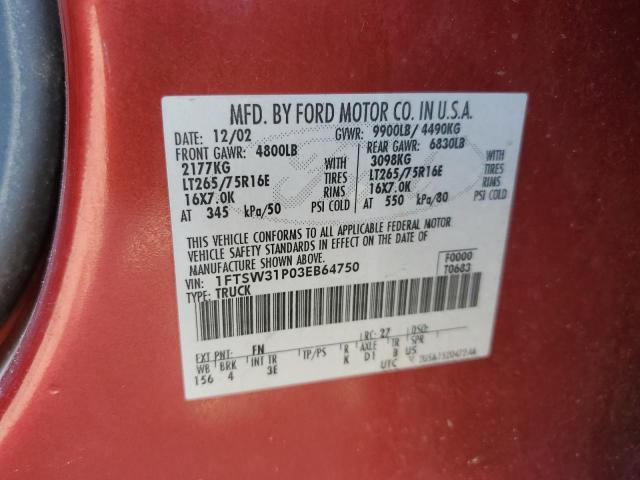 MFD. BY FORD MOTOR CO. IN U.S.A.
DATE: 12/02 GVWR: 9900LB/ 4490KG
FRONT GAWR: 4800LB REAR GAWR: 6830LB
2177KG WITH 3098KG WITH
LT265/75R16E TIRES LT265/75R16E TIRES
16X7.0K RIMS 16X7.0K RIMS
AT 345 kPa/50 PSI COLD AT 550 kPa/80 PSI COLD
THIS VEHICLE CONFORMS TO ALL APPLICABLE FEDERAL MOTOR
VEHICLE SAFETY STANDARDS IN EFFECT ON THE DATE OF
MANUFACTURE SHOWN ABOVE.
VIN: 1FTSW31P03EB64750 F0000
TYPE: TRUCK T0683
EXT PNT: FN RC: 27 DSO:
WB BRK INT TR TP/PS R AXLE TR SPR
156 4 3E K D1 B US
UTC